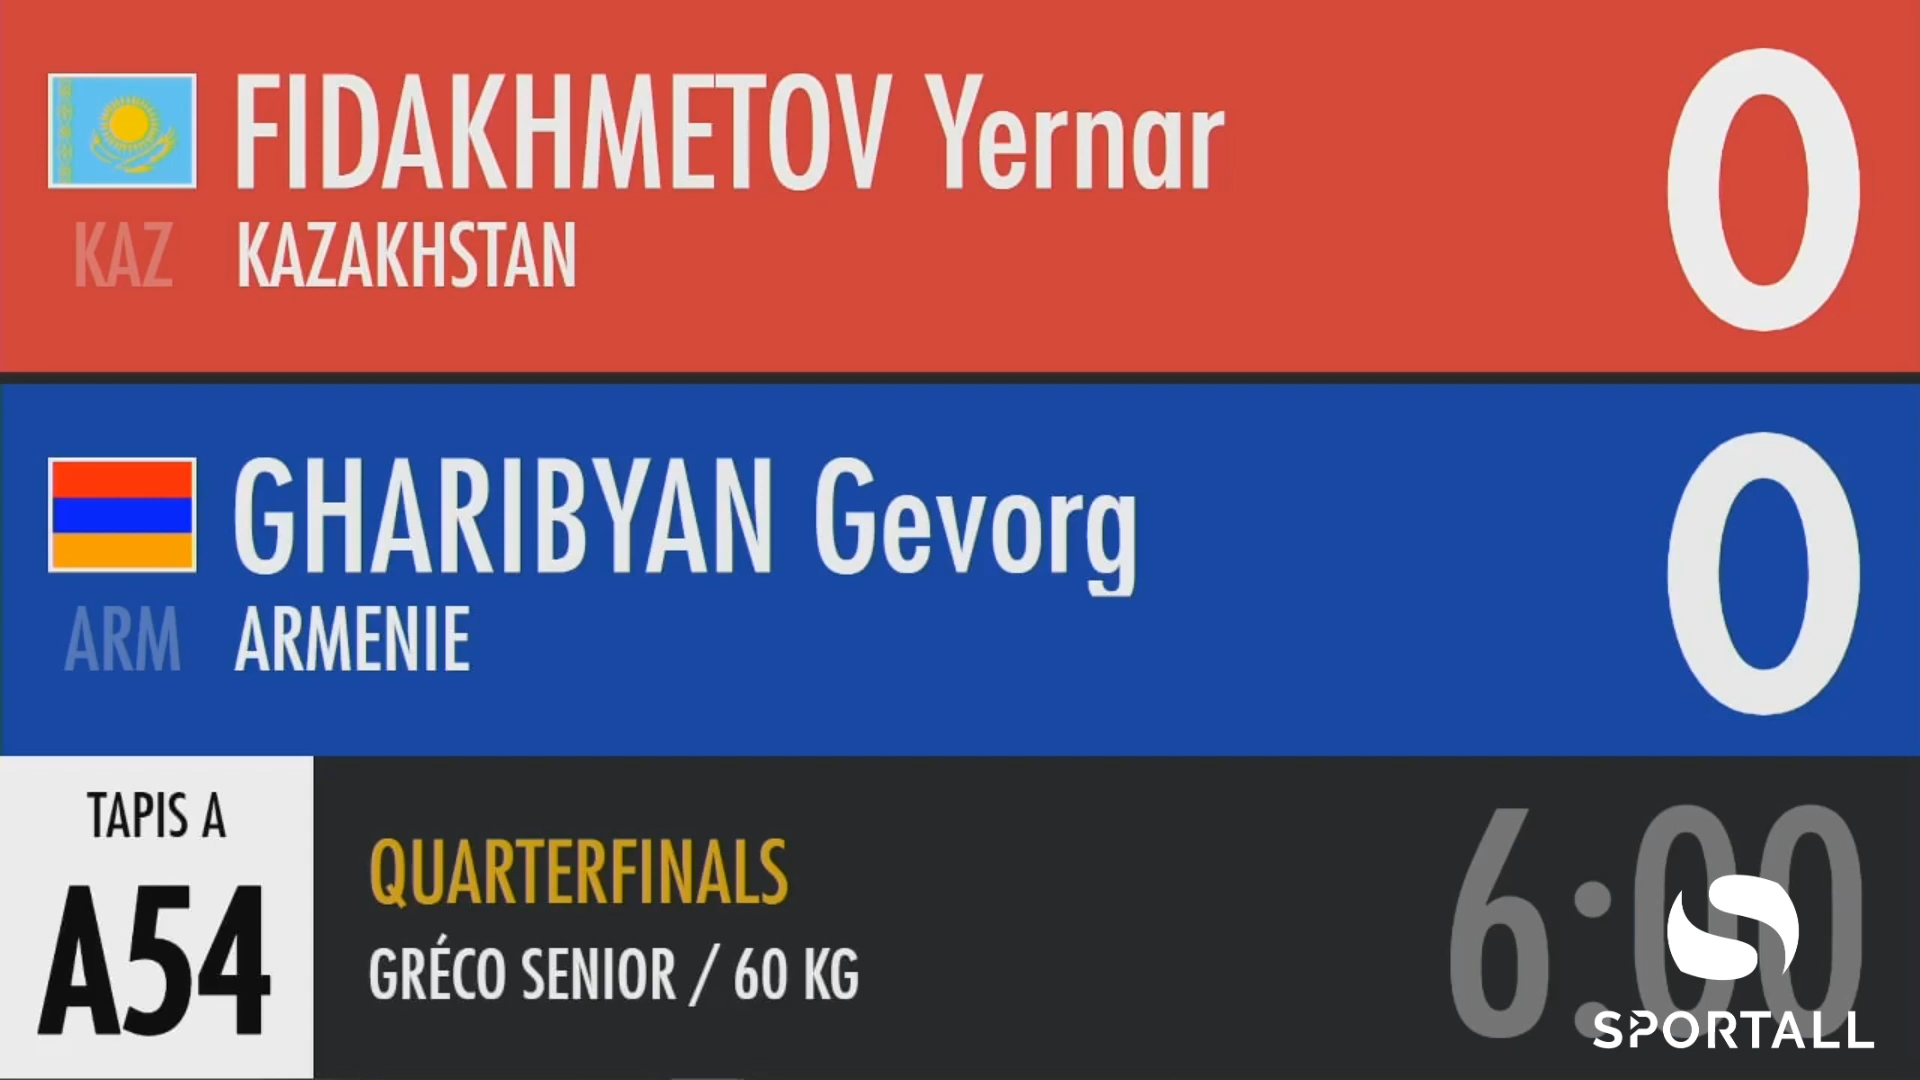 FIDAKHMETOV Yernar
0
KAZ
KAZAKHSTAN
GHARIBYAN Gevorg
0
ARM
ARMENIE
TAPIS A
A54
QUARTERFINALS
GRÉCO SENIOR / 60 KG
6:00
SPORTALL